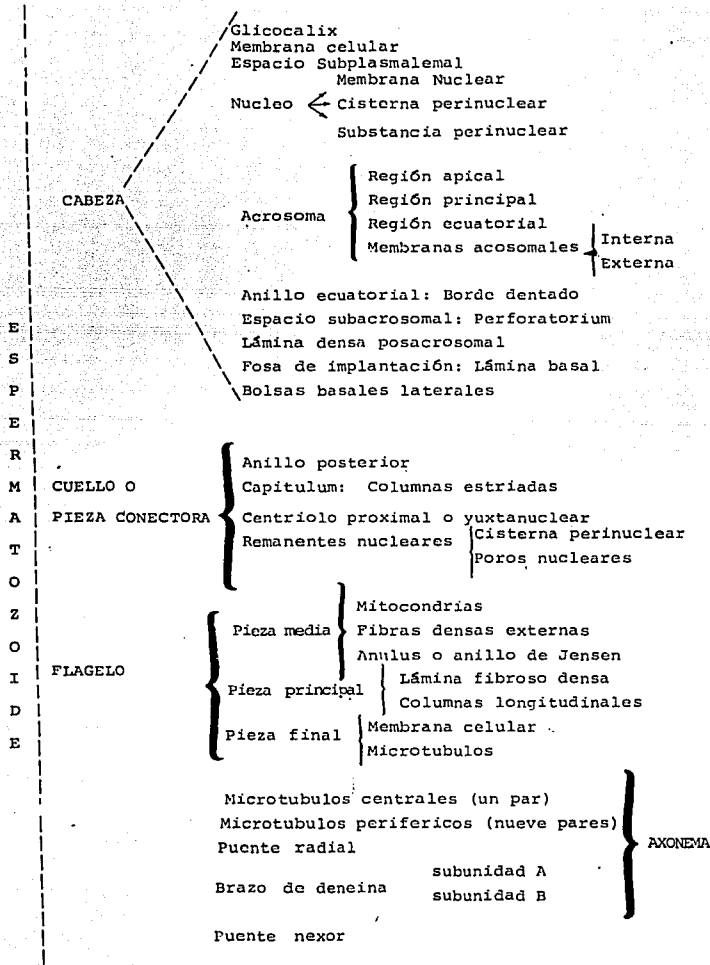 Glicocalix
Membrana celular
Espacio Subplasmalemal
Membrana Nuclear
Nucleo Cisterna perinuclear
Substancia perinuclear
CABEZA
Acrosoma
Región apical
Región principal
Región ecuatorial
Membranas acosomales
Interna
Externa
Anillo ecuatorial: Borde dentado
Espacio subacrosomal: Perforatorium
Lámina densa posacrosomal
Fosa de implantación: Lámina basal
Bolsas basales laterales
ESPERMATOZOIDE
CUELLO O
PIEZA CONECTORA
Anillo posterior
Capitulum: Columnas estriadas
Centriolo proximal o yuxtanuclear
Remanentes nucleares
Cisterna perinuclear
Poros nucleares
FLAGELO
Pieza media
Mitocondrias
Fibras densas externas
Anulus o anillo de Jensen
Pieza principal
Lámina fibroso densa
Columnas longitudinales
Pieza final
Membrana celular
Microtubulos
Microtubulos centrales (un par)
Microtubulos perifericos (nueve pares)
Puente radial
Brazo de deneina
subunidad A
subunidad B
AXONEMA
Puente nexor